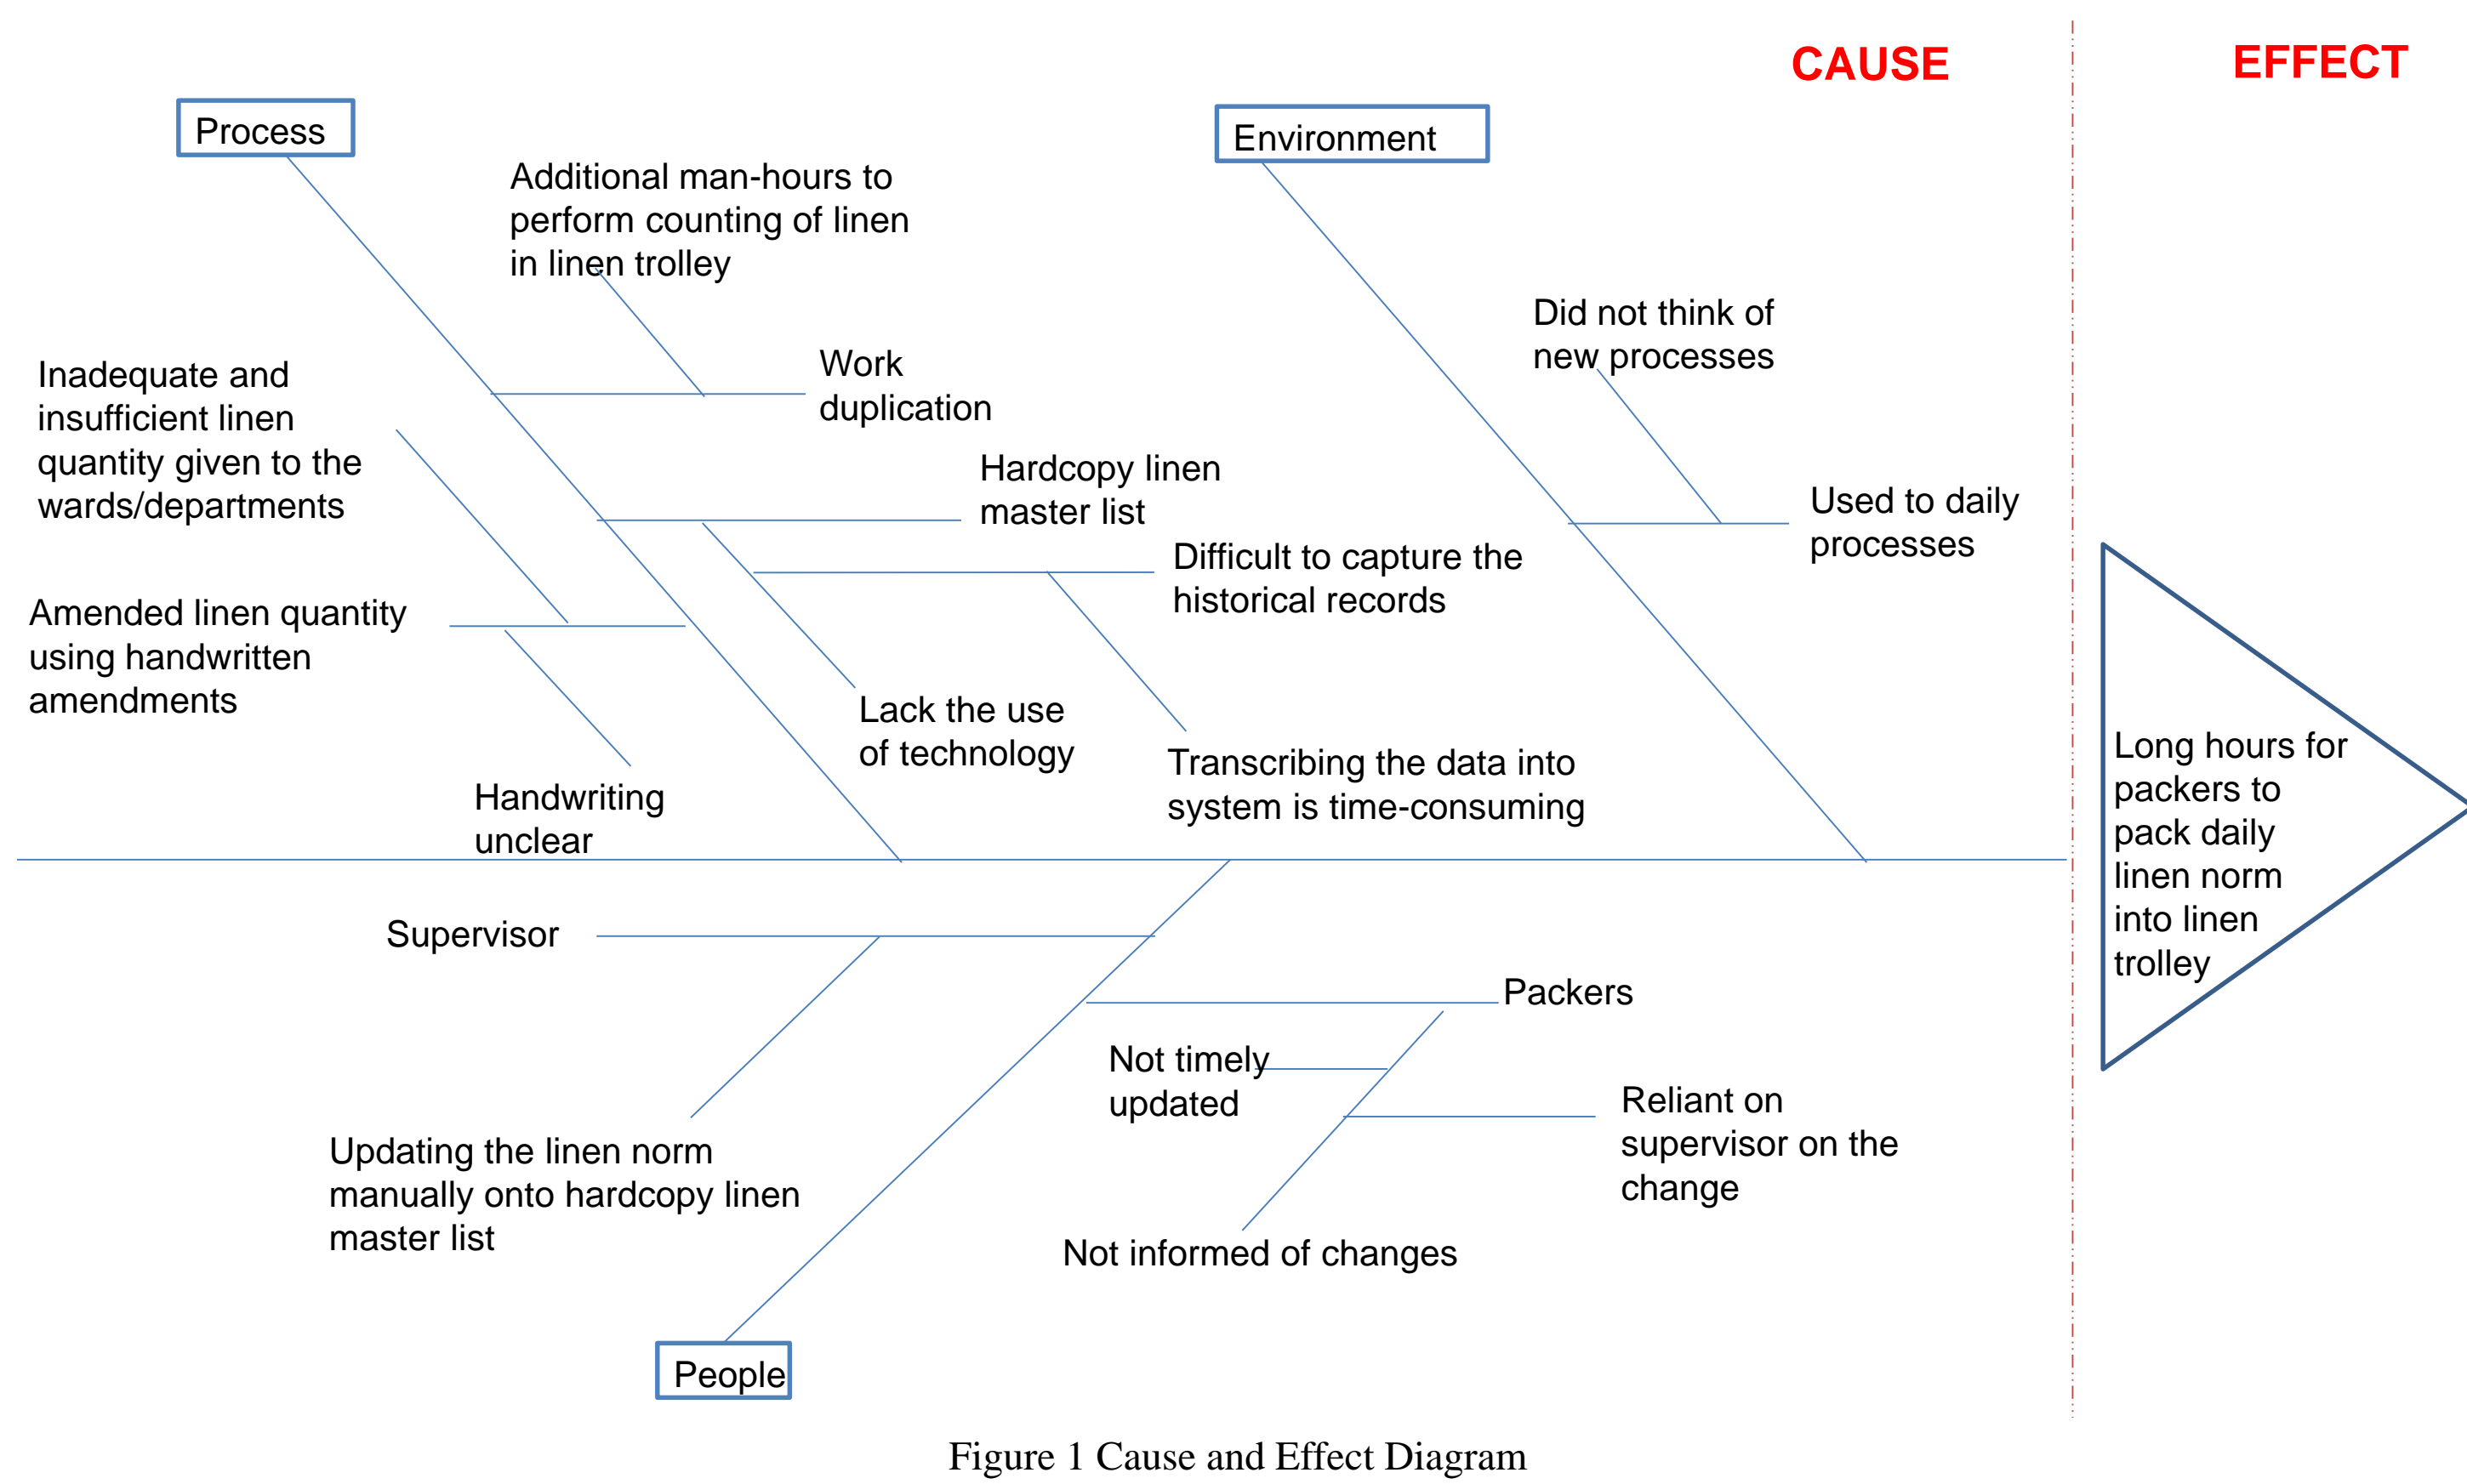 CAUSE
EFFECT
Process
Environment
Additional man-hours to
perform counting of linen
in linen trolley
Did not think of
new processes
Work
duplication
Inadequate and
insufficient linen
quantity given to the
wards/departments
Hardcopy linen
master list
Used to daily
processes
Difficult to capture the
historical records
Amended linen quantity
using handwritten
amendments
Lack the use
of technology
Transcribing the data into
system is time-consuming
Handwriting
unclear
Long hours for
packers to
pack daily
linen norm
into linen
trolley
Supervisor
Packers
Not timely
updated
Reliant on
supervisor on the
change
Updating the linen norm
manually onto hardcopy linen
master list
Not informed of changes
People
Figure 1 Cause and Effect Diagram